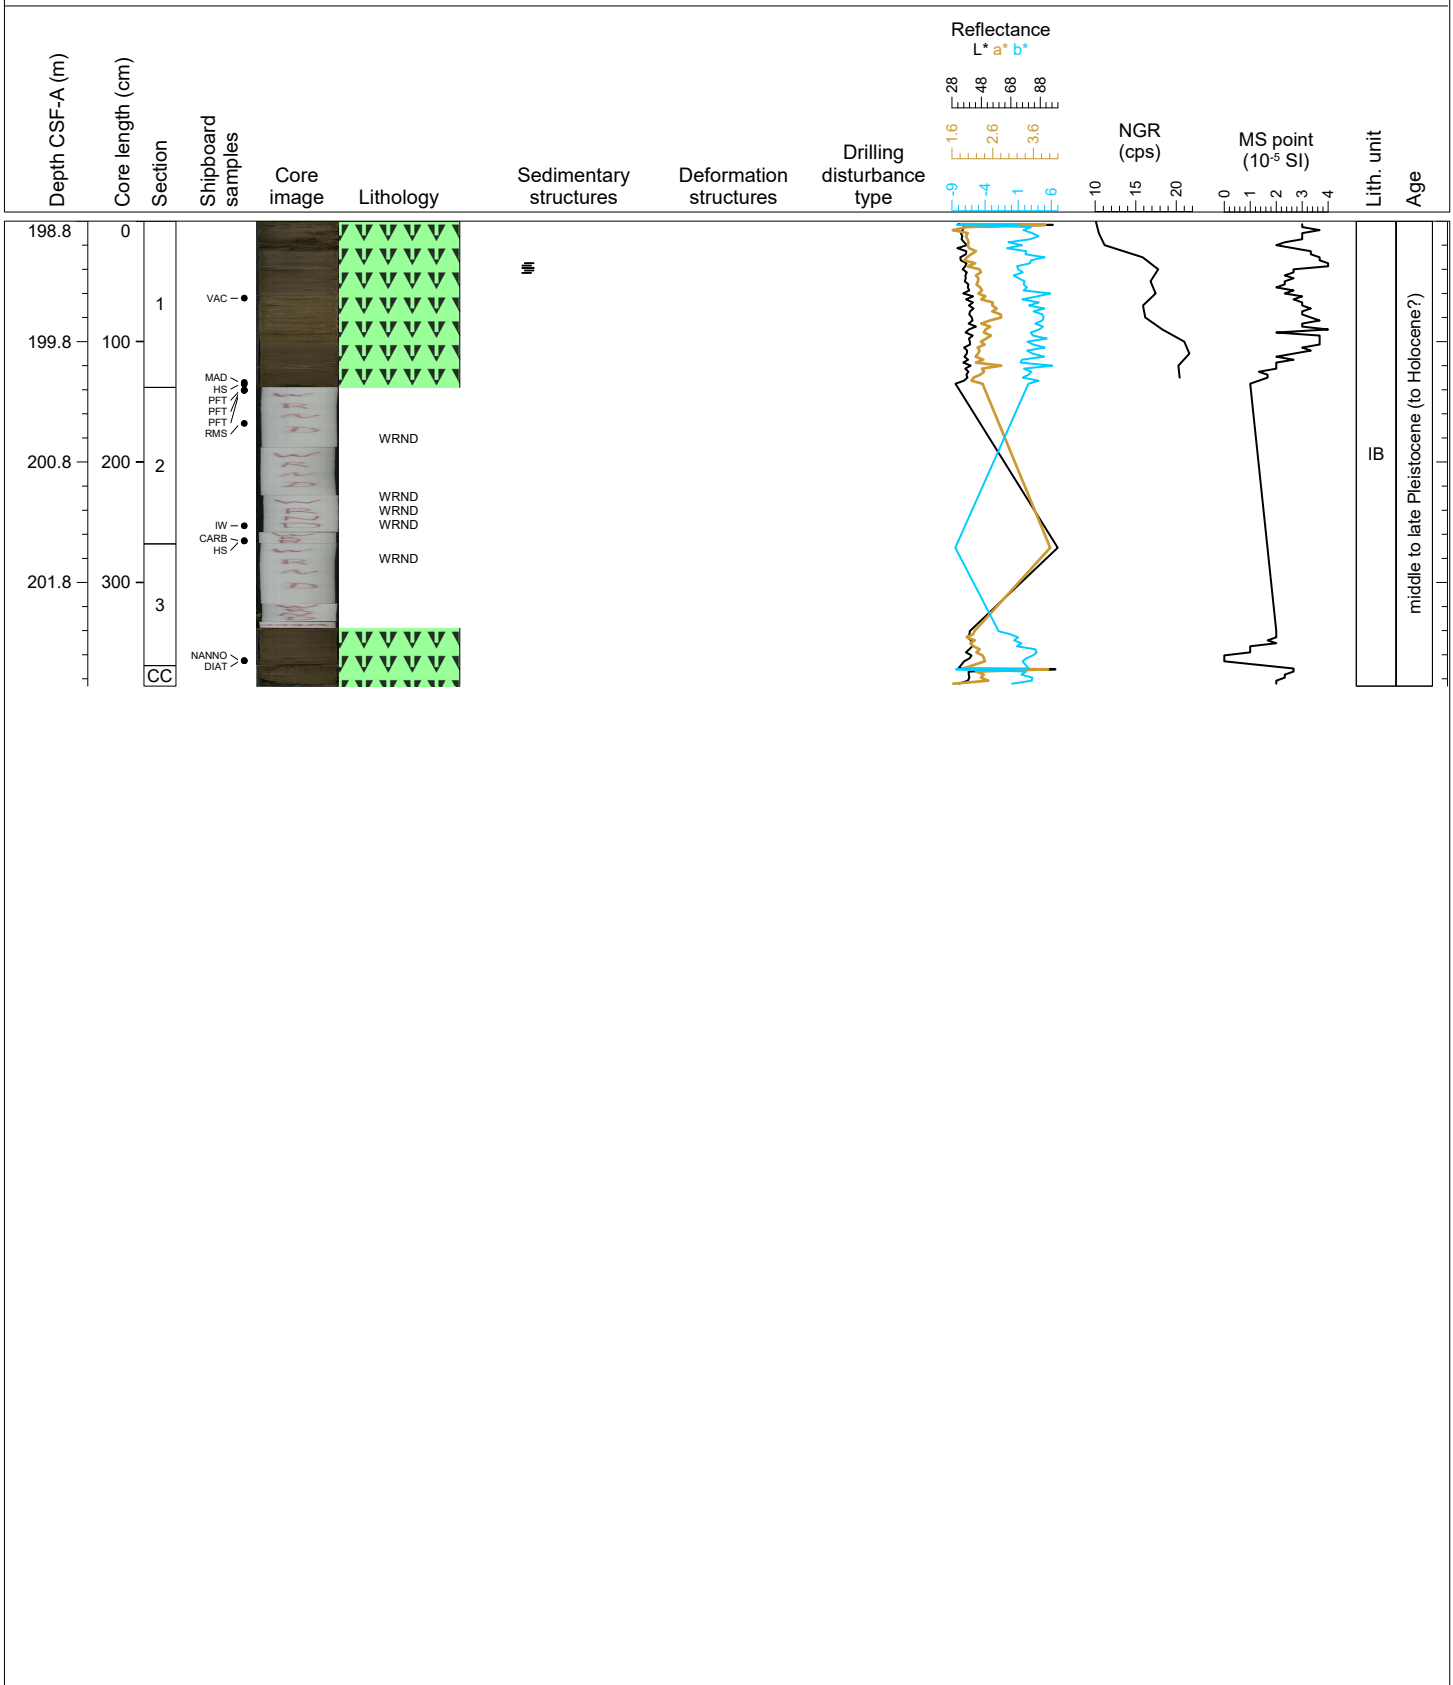 Depth CSF-A (m)
Core length (cm)
Section
Shipboard
samples
Core
image
Lithology
Sedimentary
structures
Deformation
structures
Drilling
disturbance
type
Reflectance
L* a* b*
28 48 68 88
1.6 2.6 3.6
-9 -4 1 6
NGR
(cps)
10 15 20
MS point
(10-5 SI)
0 1 2 3 4
Lith. unit
Age
198.8
199.8
200.8
201.8
0
100
200
300
1
2
3
CC
VAC
MAD
HS
PFT
PFT
PFT
RMS
IW
CARB
HS
NANNO
DIAT
WRND
WRND
WRND
WRND
WRND
IB
middle to late Pleistocene (to Holocene?)